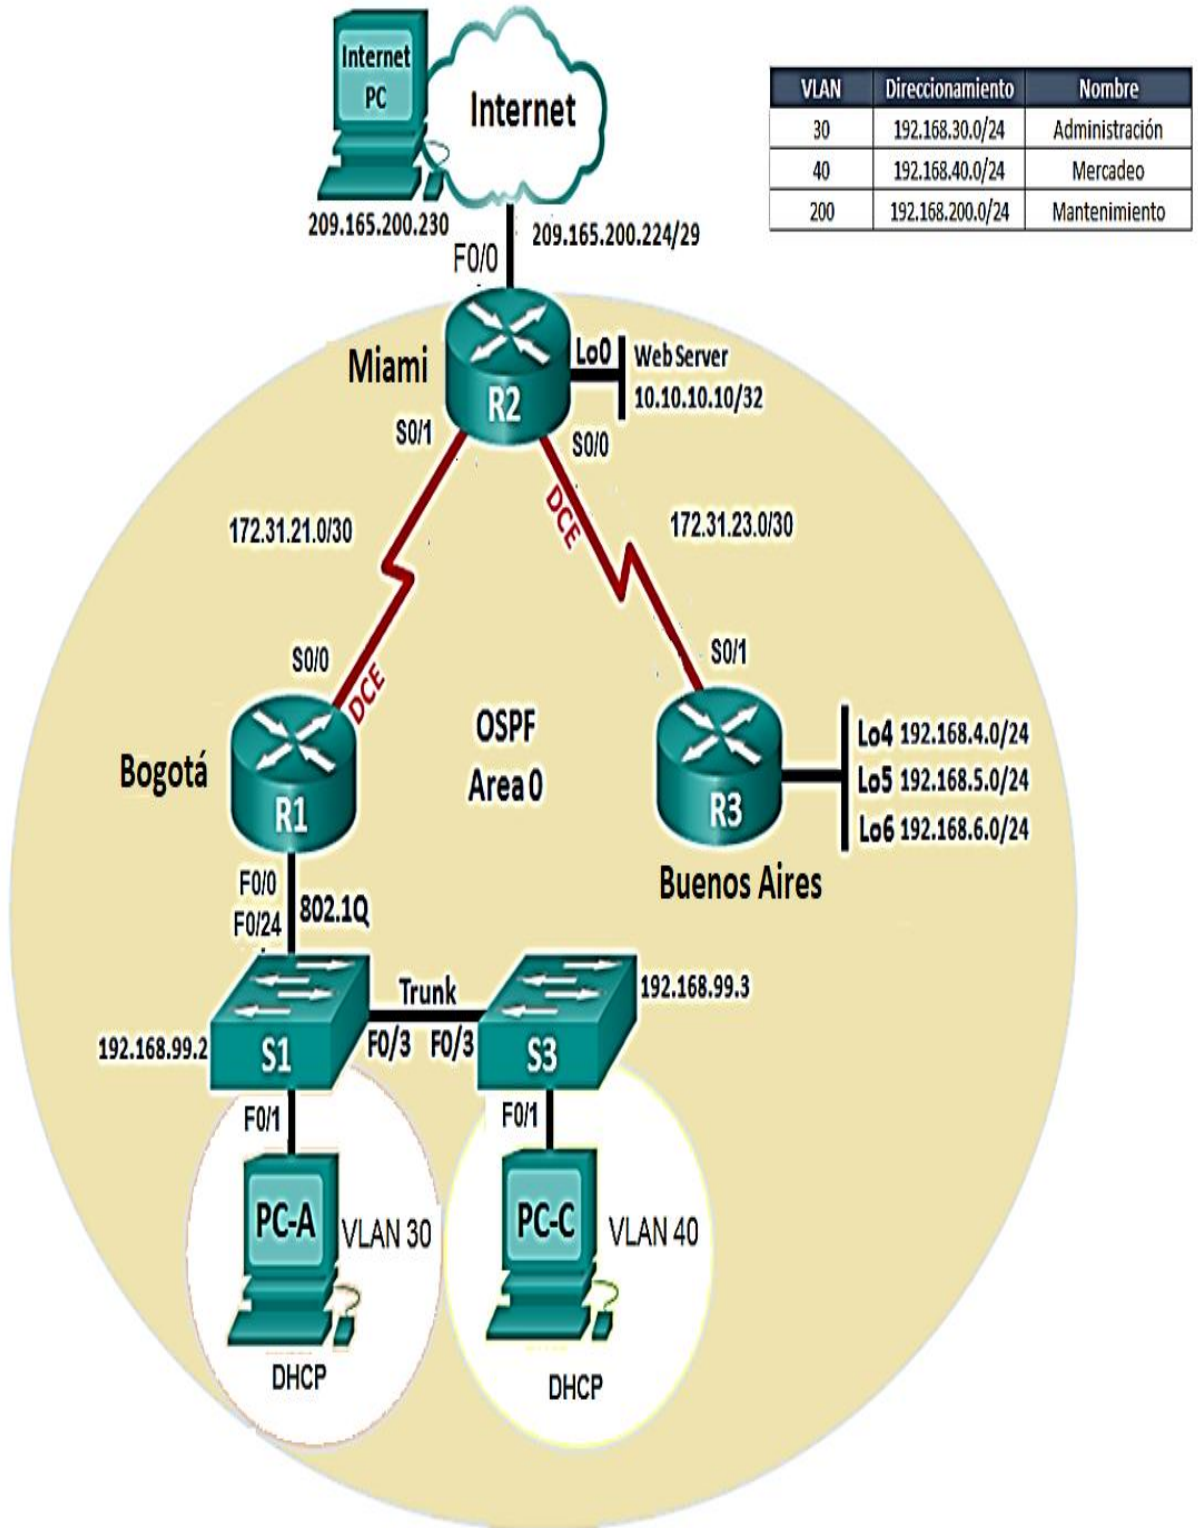 Internet
PC
Internet
VLAN Direccionamiento Nombre
30 192.168.30.0/24 Administración
40 192.168.40.0/24 Mercadeo
200 192.168.200.0/24 Mantenimiento
209.165.200.230
209.165.200.224/29
F0/0
Miami
Lo0
Web Server
10.10.10.10/32
R2
S0/1
S0/0
DCE
172.31.21.0/30
172.31.23.0/30
S0/0
S0/1
DCE
OSPF
Area 0
Bogotá
R1
R3
Lo4 192.168.4.0/24
Lo5 192.168.5.0/24
Lo6 192.168.6.0/24
Buenos Aires
F0/0
F0/24
802.1Q
Trunk
192.168.99.3
192.168.99.2
S1
F0/3
F0/3
S3
F0/1
F0/1
PC-A
VLAN 30
PC-C
VLAN 40
DHCP
DHCP